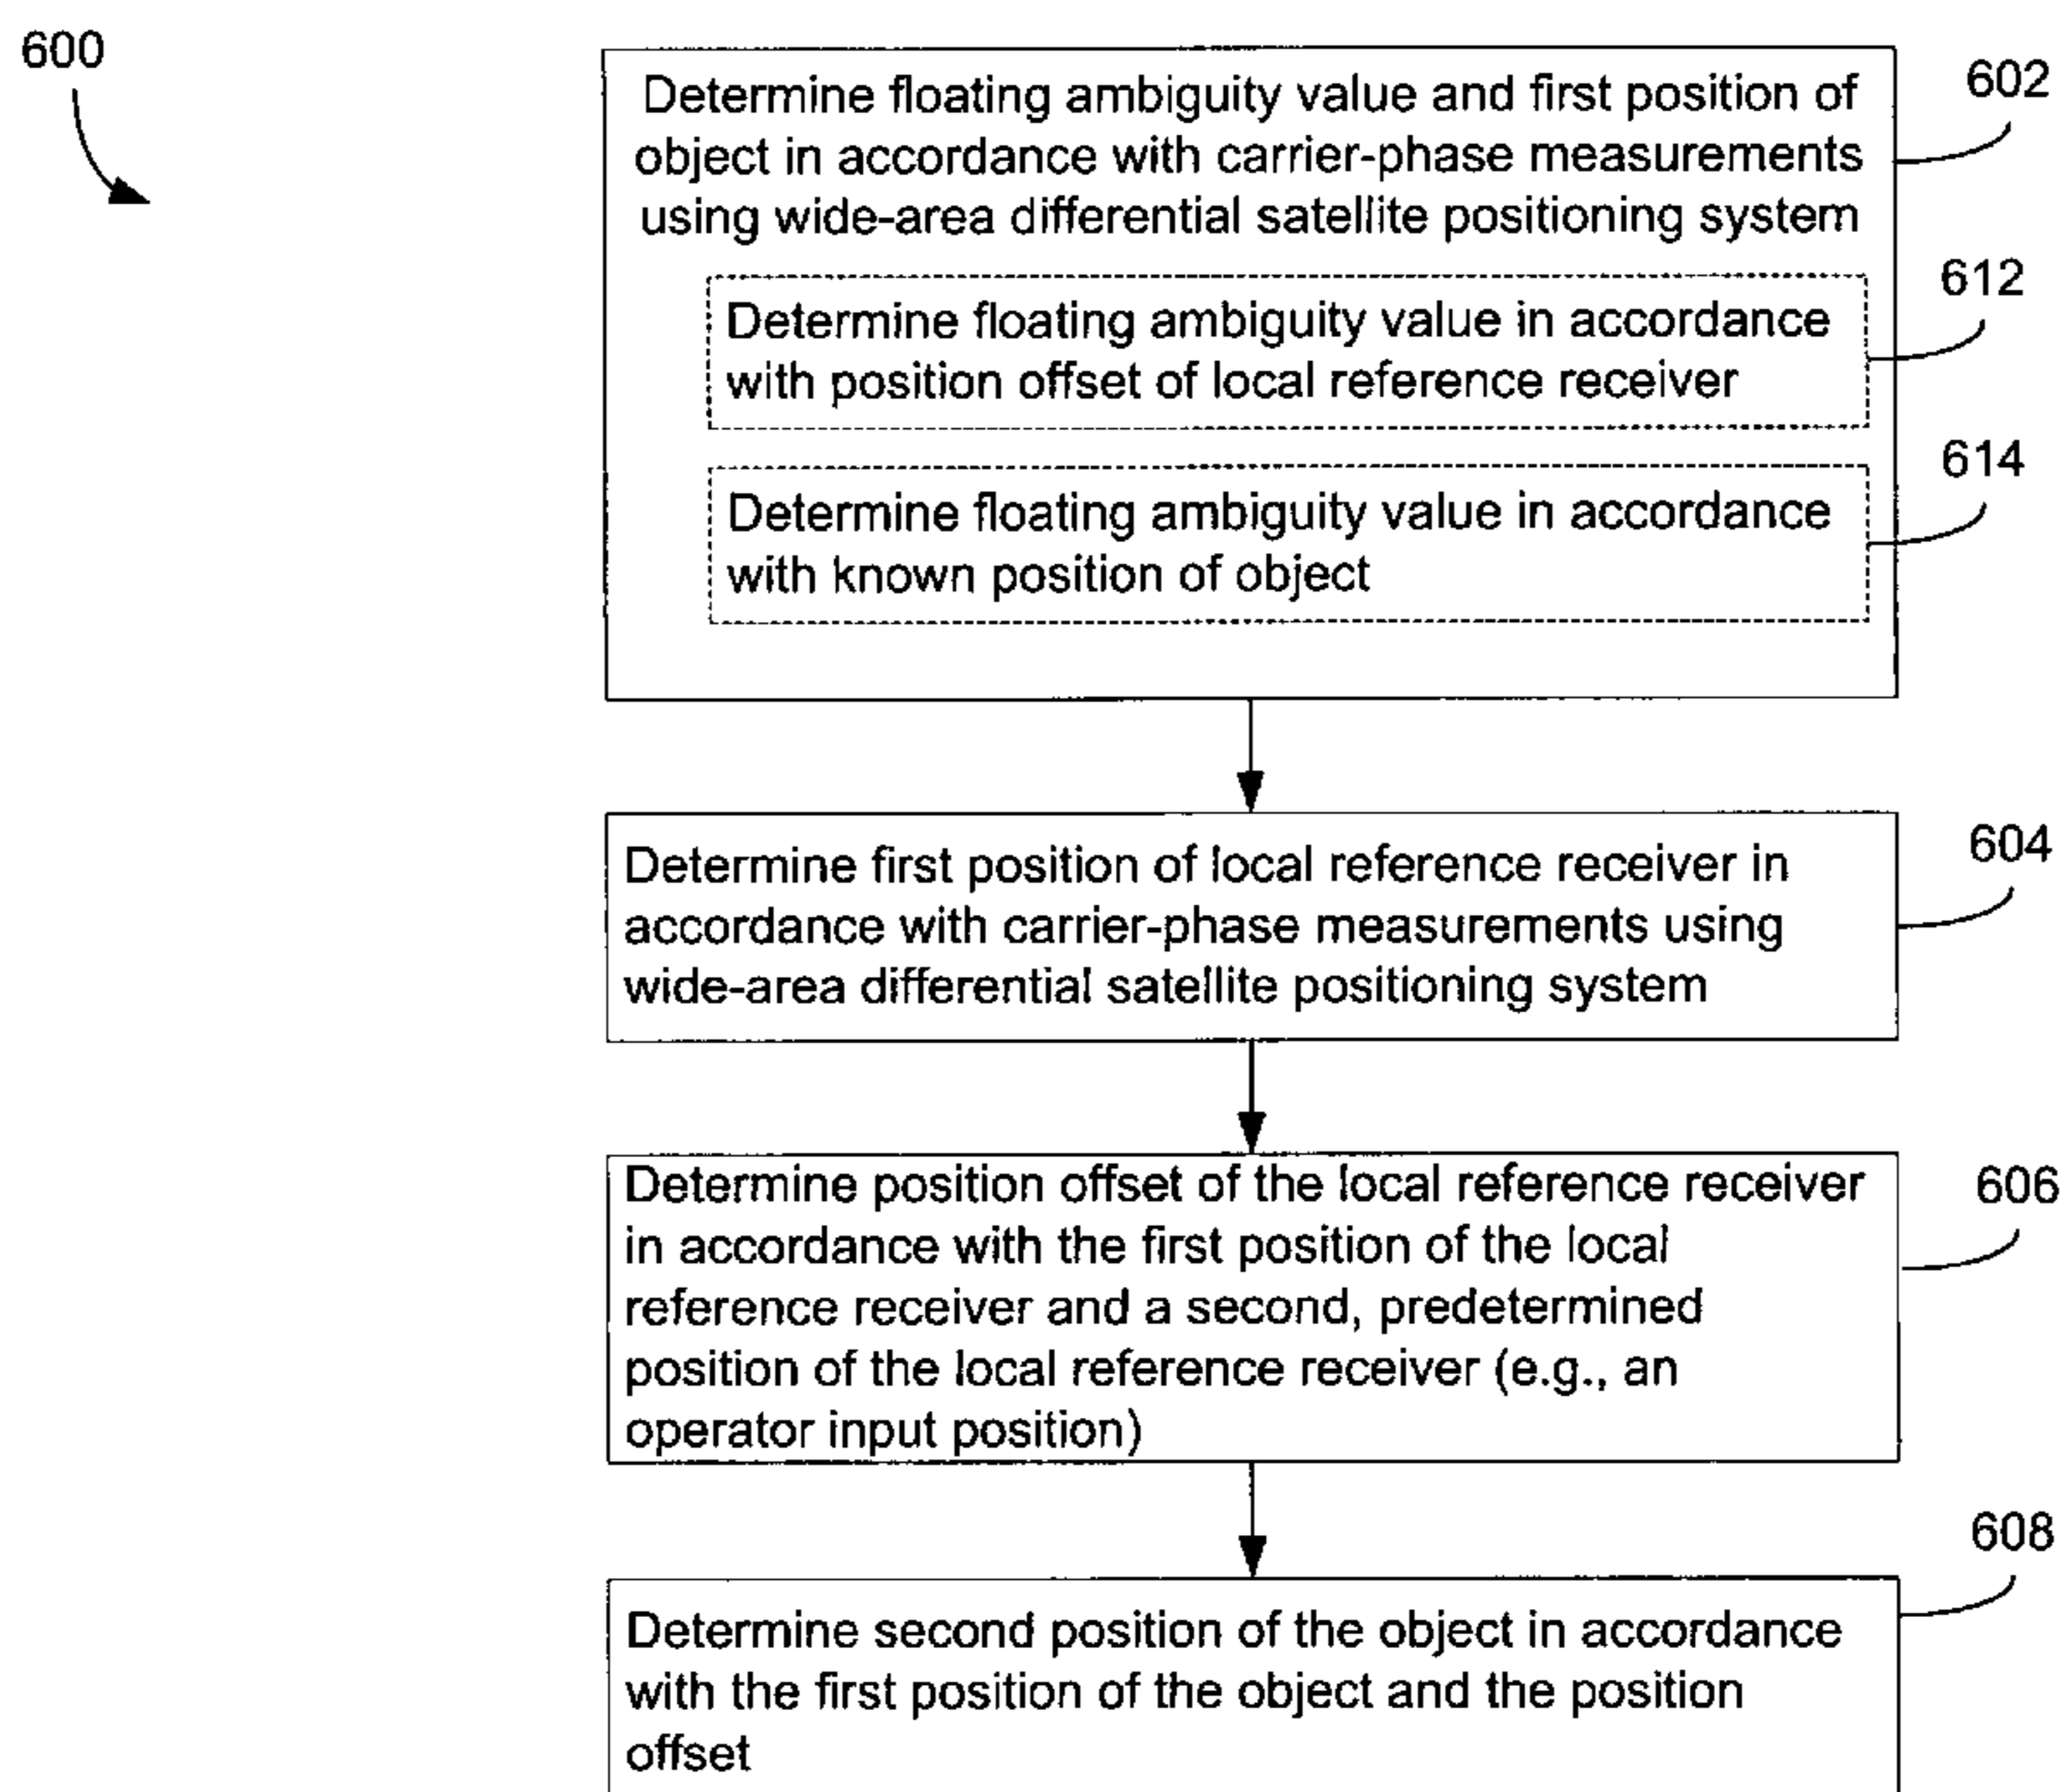 600
Determine floating ambiguity value and first position of
object in accordance with carrier-phase measurements
using wide-area differential satellite positioning system
602
Determine floating ambiguity value in accordance
with position offset of local reference receiver
612
Determine floating ambiguity value in accordance
with known position of object
614
Determine first position of local reference receiver in
accordance with carrier-phase measurements using
wide-area differential satellite positioning system
604
Determine position offset of the local reference receiver
in accordance with the first position of the local
reference receiver and a second, predetermined
position of the local reference receiver (e.g., an
operator input position)
606
Determine second position of the object in accordance
with the first position of the object and the position
offset
608